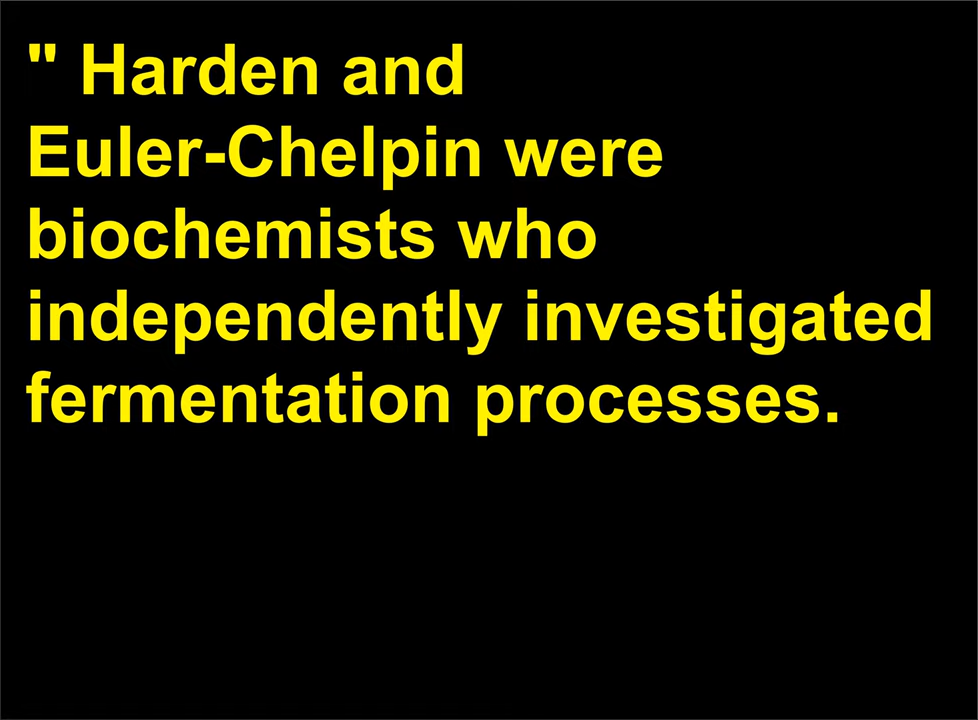 " Harden and
Euler-Chelpin were
biochemists who
independently investigated
fermentation processes.